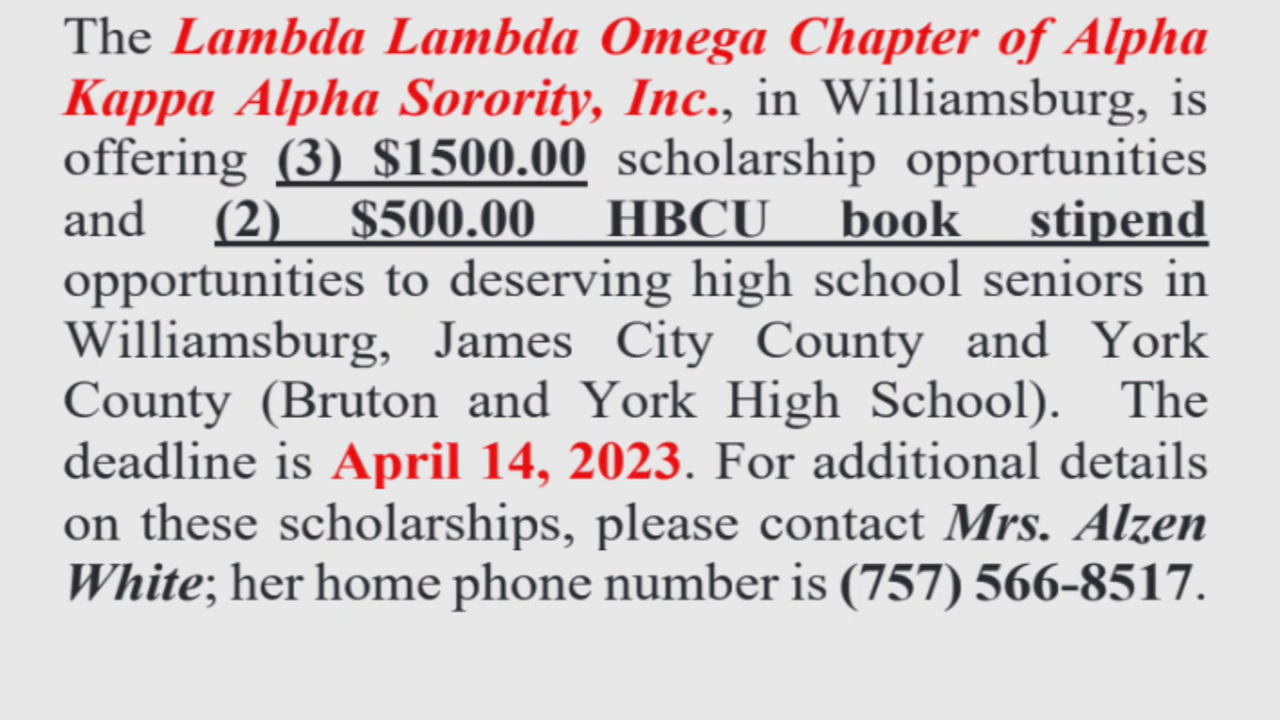 The Lambda Lambda Omega Chapter of Alpha
Kappa Alpha Sorority, Inc., in Williamsburg, is
offering (3) $1500.00 scholarship opportunities
and (2) $500.00 HBCU book stipend
opportunities to deserving high school seniors in
Williamsburg, James City County and York
County (Bruton and York High School). The
deadline is April 14, 2023. For additional details
on these scholarships, please contact Mrs. Alzen
White; her home phone number is (757) 566-8517.